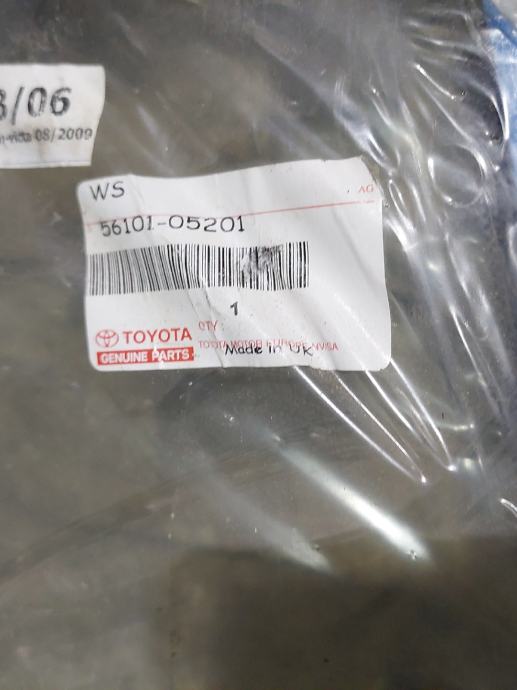 3/06
08/2009
WS
AG
56101-05201
1
QTY:
TOYOTA
TOYOTA MOTOR EUROPE NV/SA
Made in UK
GENUINE PARTS